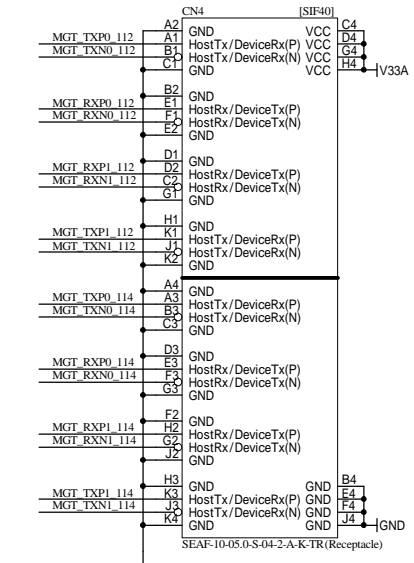 CN4 [SIF40]
A2 GND VCC C4
MGT_TXP0_112 A1 HostTx/DeviceRx(P) VCC D4
MGT_TXN0_112 B1 HostTx/DeviceRx(N) VCC G4
C1 GND VCC H4 V33A
B2 GND
MGT_RXP0_112 E1 HostRx/DeviceTx(P)
MGT_RXN0_112 F1 HostRx/DeviceTx(N)
E2 GND
D1 GND
MGT_RXP1_112 D2 HostRx/DeviceTx(P)
MGT_RXN1_112 C2 HostRx/DeviceTx(N)
G1 GND
H1 GND
MGT_TXP1_112 K1 HostTx/DeviceRx(P)
MGT_TXN1_112 J1 HostTx/DeviceRx(N)
K2 GND
A4 GND
MGT_TXP0_114 A3 HostTx/DeviceRx(P)
MGT_TXN0_114 B3 HostTx/DeviceRx(N)
C3 GND
D3 GND
MGT_RXP0_114 E3 HostRx/DeviceTx(P)
MGT_RXN0_114 F3 HostRx/DeviceTx(N)
G3 GND
F2 GND
MGT_RXP1_114 H2 HostRx/DeviceTx(P)
MGT_RXN1_114 G2 HostRx/DeviceTx(N)
J2 GND
H3 GND GND B4
MGT_TXP1_114 K3 HostTx/DeviceRx(P) GND E4
MGT_TXN1_114 J3 HostTx/DeviceRx(N) GND F4
K4 GND GND J4 GND
SEAF-10-05.0-S-04-2-A-K-TR(Receptacle)